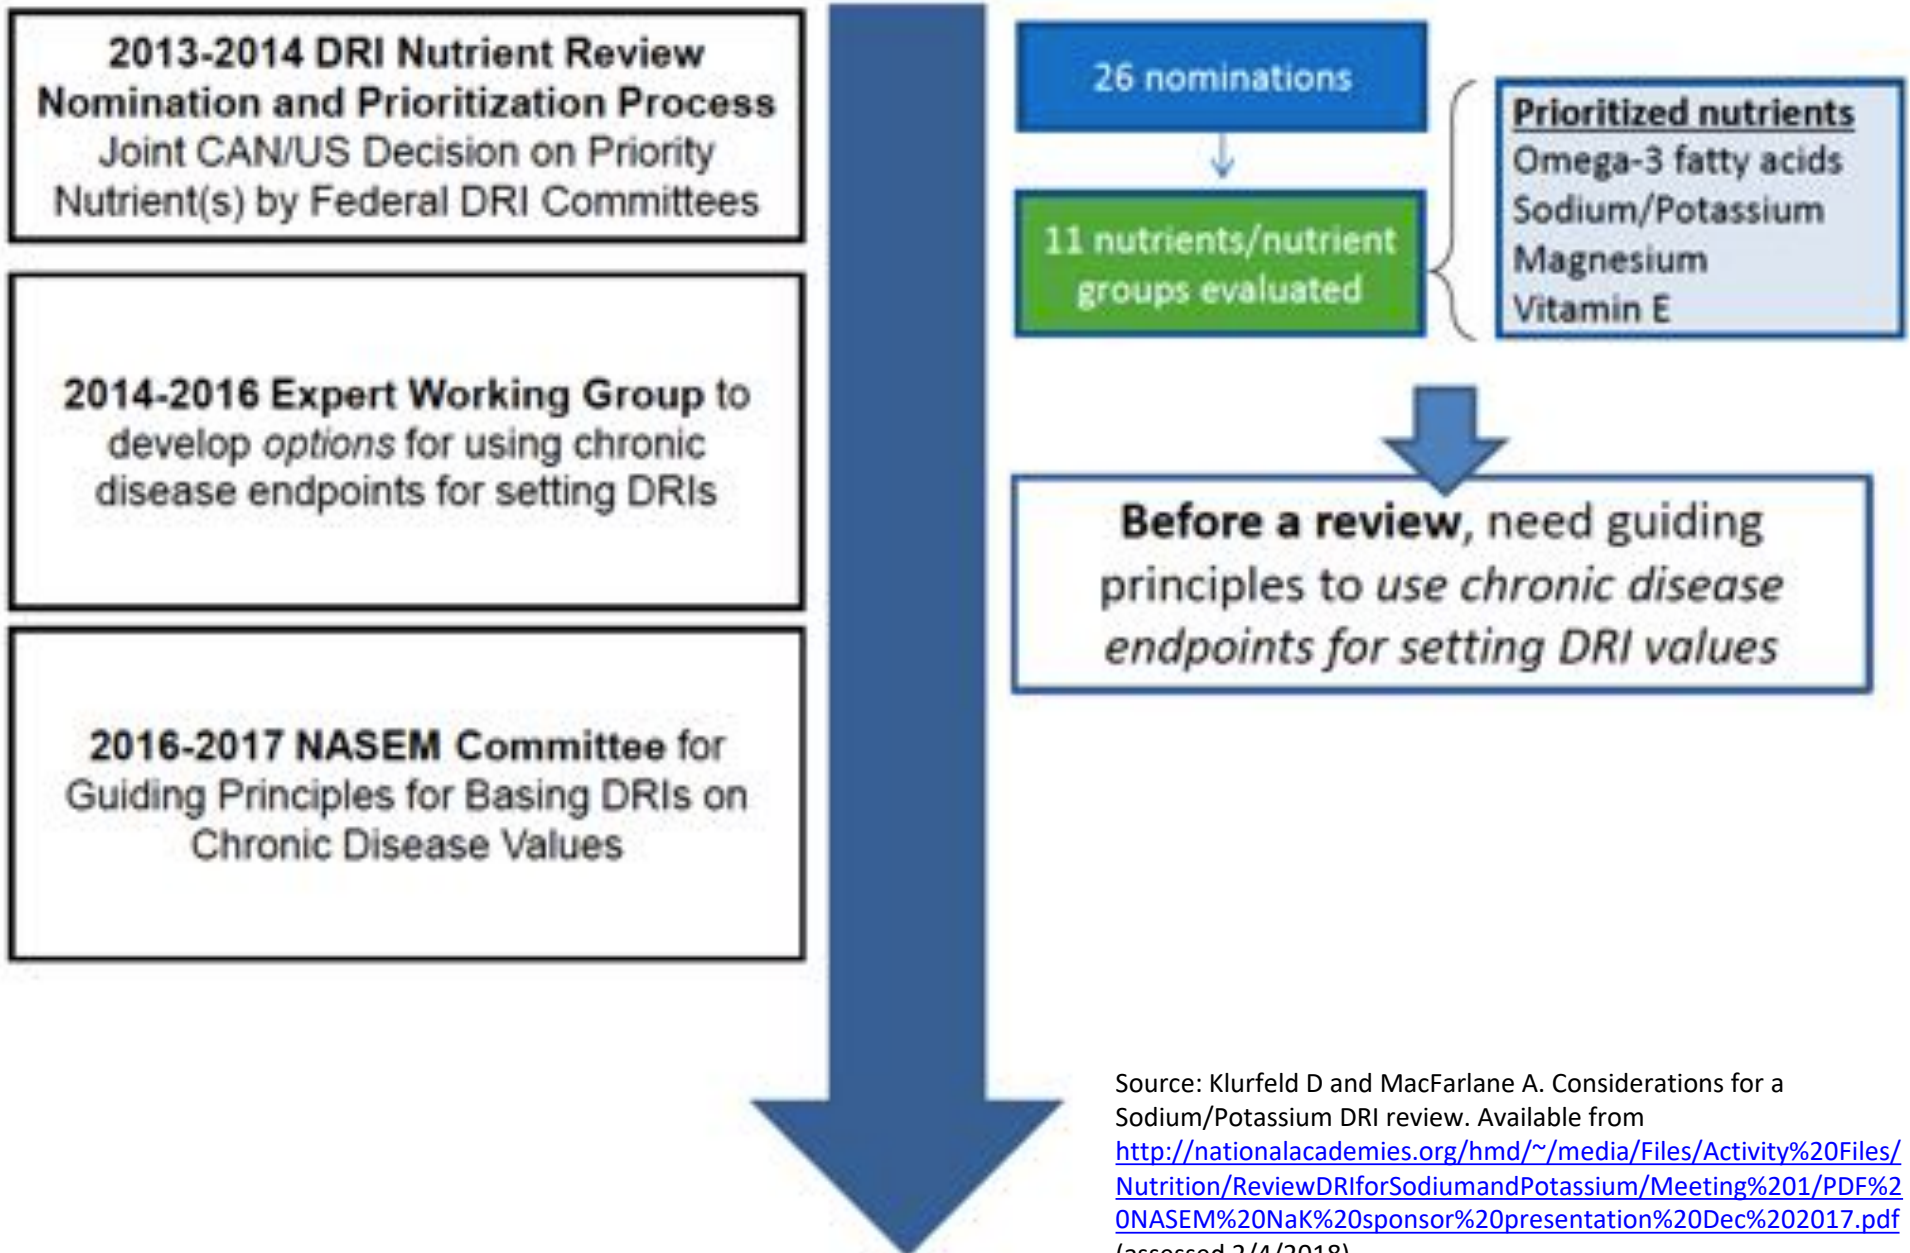 2013-2014 DRI Nutrient Review
Nomination and Prioritization Process
Joint CAN/US Decision on Priority
Nutrient(s) by Federal DRI Committees
2014-2016 Expert Working Group to
develop options for using chronic
disease endpoints for setting DRIs
2016-2017 NASEM Committee for
Guiding Principles for Basing DRIs on
Chronic Disease Values
26 nominations
11 nutrients/nutrient
groups evaluated
Prioritized nutrients
Omega-3 fatty acids
Sodium/Potassium
Magnesium
Vitamin E
Before a review, need guiding
principles to use chronic disease
endpoints for setting DRI values
Source: Klurfeld D and MacFarlane A. Considerations for a
Sodium/Potassium DRI review. Available from
http://nationalacademies.org/hmd/~/media/Files/Activity%20Files/
Nutrition/ReviewDRIforSodiumandPotassium/Meeting%201/PDF%2
0NASEM%20NaK%20sponsor%20presentation%20Dec%202017.pdf
(assessed 2/4/2018)